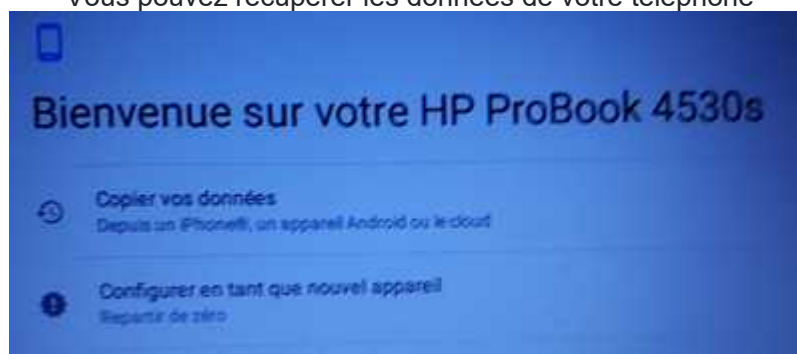 Vous pouvez récupérer les données de votre téléphone
Bienvenue sur votre HP ProBook 4530s
Copier vos données
Depuis un iPhone®, un appareil Android ou le cloud
Configurer en tant que nouvel appareil
Repartir de zéro